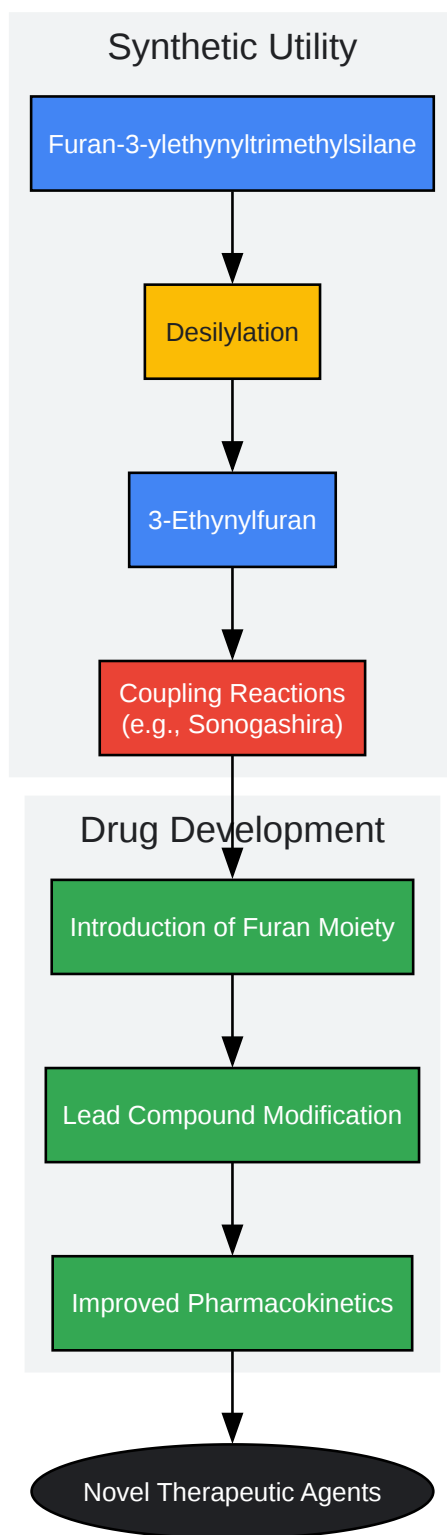 Synthetic Utility
Furan-3-ylethynyltrimethylsilane
Desilylation
3-Ethynylfuran
Coupling Reactions
(e.g., Sonogashira)
Drug Development
Introduction of Furan Moiety
Lead Compound Modification
Improved Pharmacokinetics
Novel Therapeutic Agents